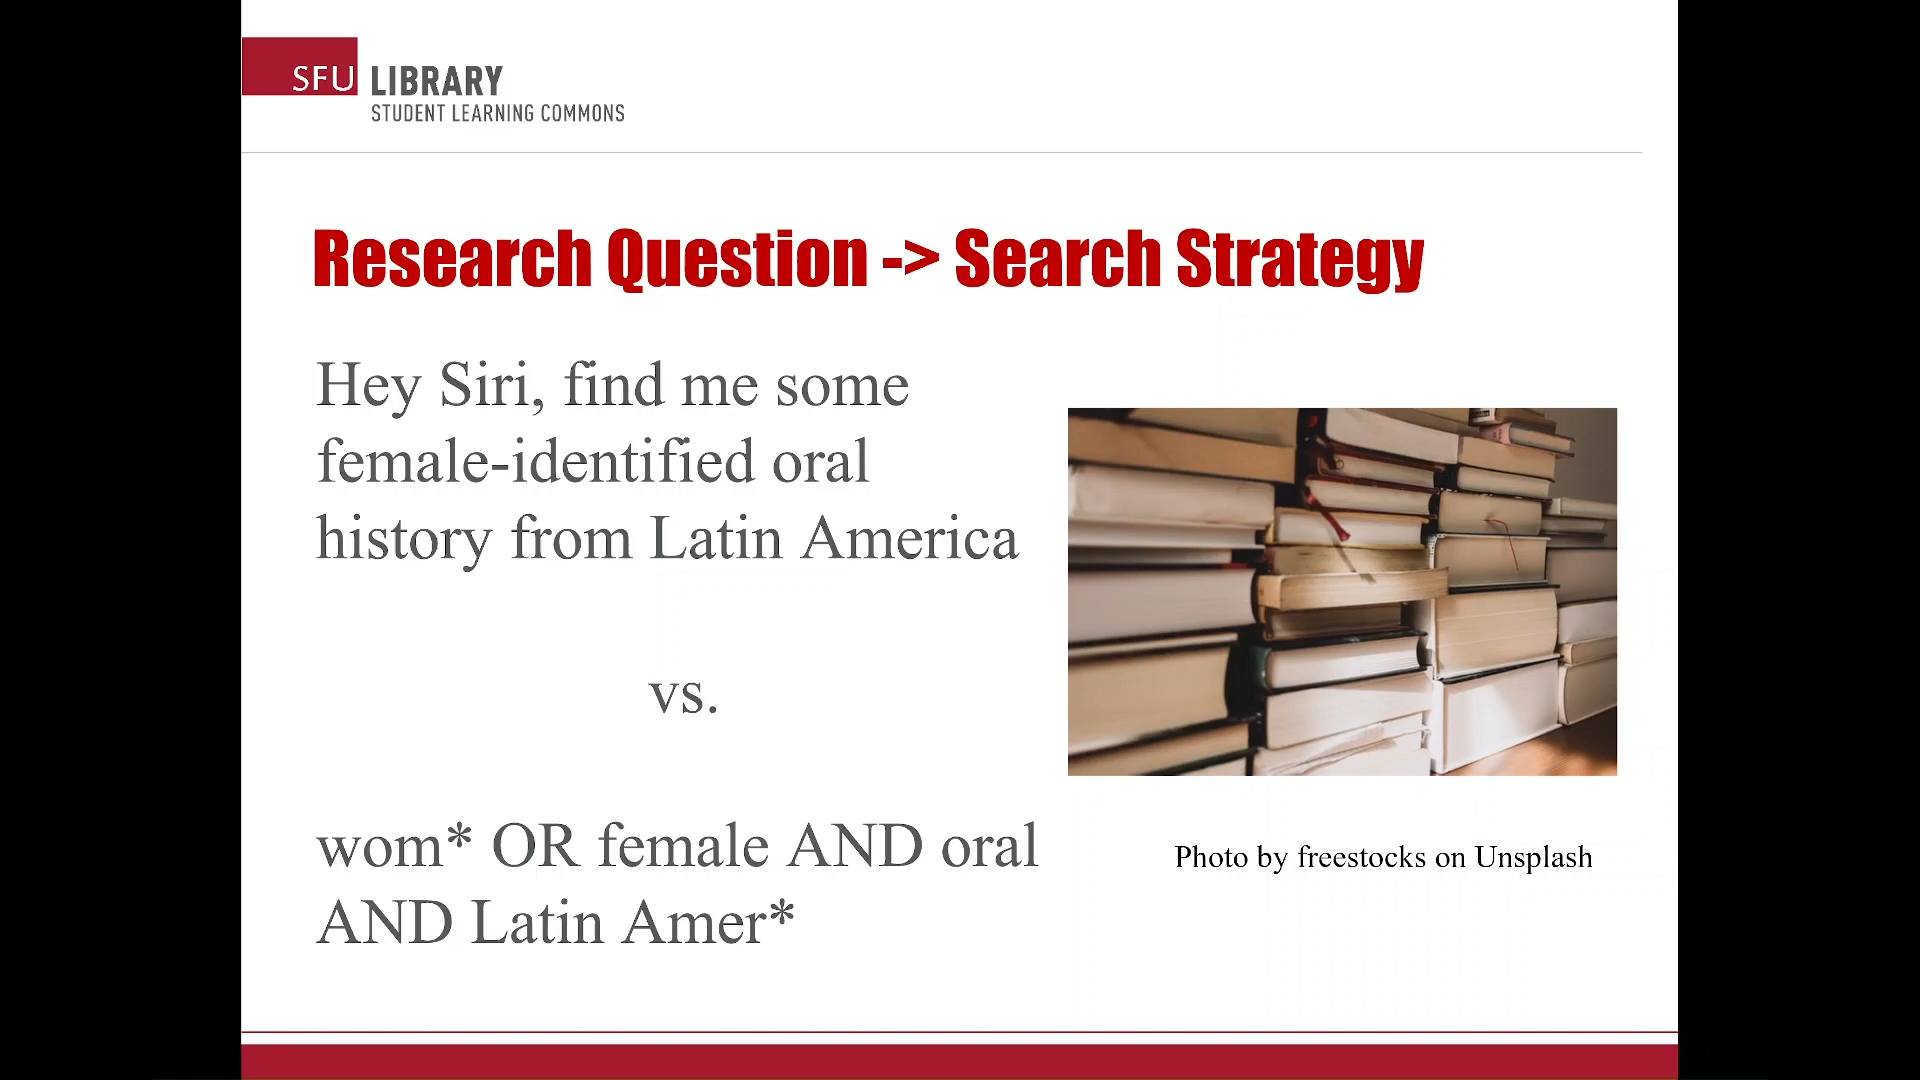 SFU LIBRARY
STUDENT LEARNING COMMONS
Research Question -> Search Strategy
Hey Siri, find me some
female-identified oral
history from Latin America
vs.
wom* OR female AND oral
AND Latin Amer*
Photo by freestocks on Unsplash